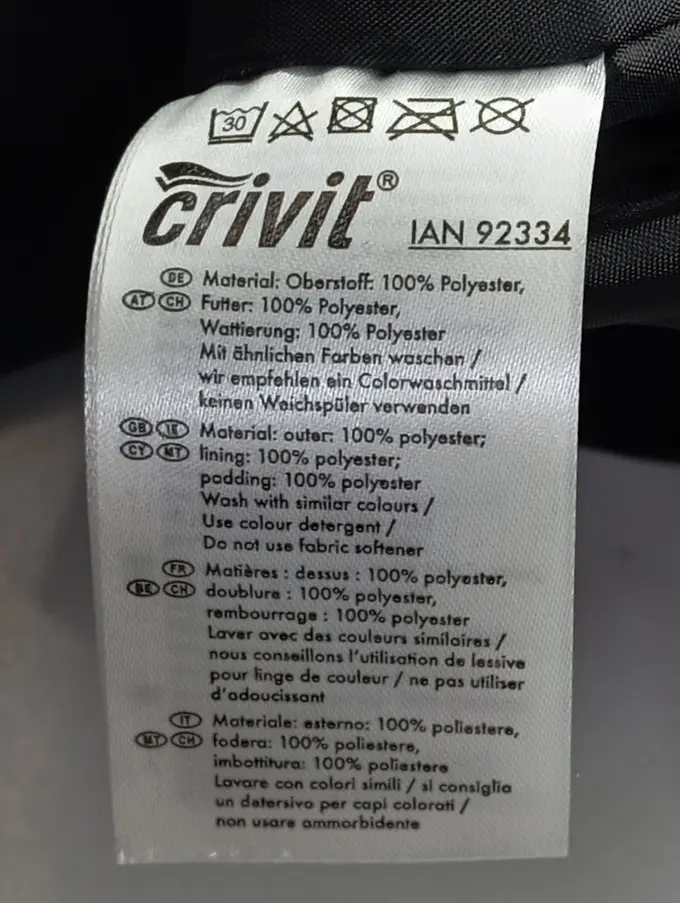 30
crivit®
IAN 92334
DE Material: Oberstoff: 100% Polyester,
AT CH Futter: 100% Polyester,
Wattierung: 100% Polyester
Mit ähnlichen Farben waschen /
wir empfehlen ein Colorwaschmittel /
keinen Weichspüler verwenden
GB IE Material: outer: 100% polyester;
CY MT lining: 100% polyester;
padding: 100% polyester
Wash with similar colours /
Use colour detergent /
Do not use fabric softener
FR Matières : dessus : 100% polyester,
BE CH doublure : 100% polyester,
rembourrage : 100% polyester
Laver avec des couleurs similaires /
nous conseillons l'utilisation de lessive
pour linge de couleur / ne pas utiliser
d'adoucissant
IT Materiale: esterno: 100% poliestere,
MT CH fodera: 100% poliestere,
imbottitura: 100% poliestere
Lavare con colori simili / si consiglia
un detersivo per capi colorati /
non usare ammorbidente